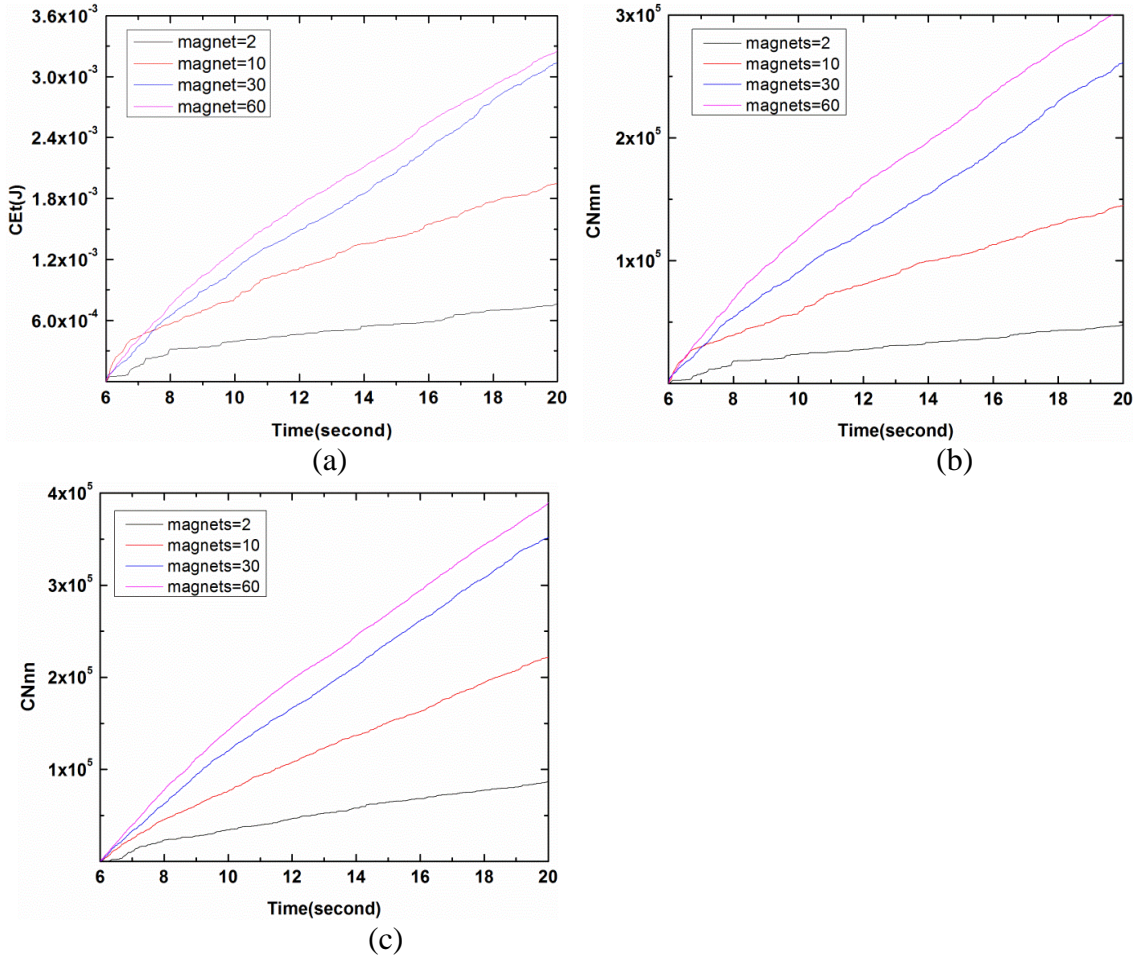 3.6x10⁻³
3.0x10⁻³
2.4x10⁻³
1.8x10⁻³
1.2x10⁻³
6.0x10⁻⁴
CEt(J)
magnet=2
magnet=10
magnet=30
magnet=60
6 8 10 12 14 16 18 20
Time(second)
(a)
3x10⁵
2x10⁵
1x10⁵
CNmn
magnets=2
magnets=10
magnets=30
magnets=60
6 8 10 12 14 16 18 20
Time(second)
(b)
4x10⁵
3x10⁵
2x10⁵
1x10⁵
CNnn
magnets=2
magnets=10
magnets=30
magnets=60
6 8 10 12 14 16 18 20
Time(second)
(c)